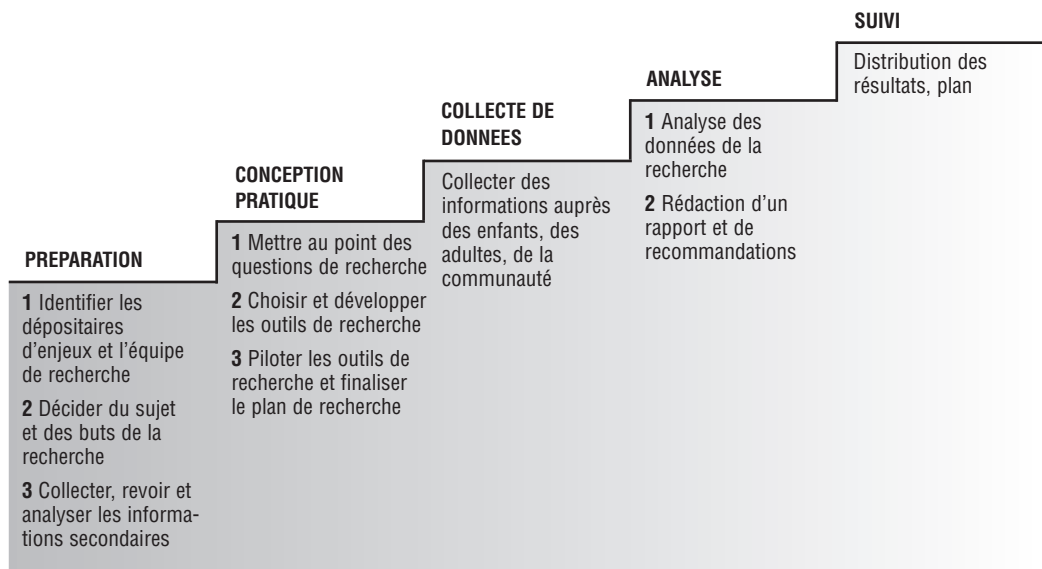 PREPARATION
1 Identifier les
dépositaires
d'enjeux et l'équipe
de recherche
2 Décider du sujet
et des buts de la
recherche
3 Collecter, revoir et
analyser les informa-
tions secondaires
CONCEPTION
PRATIQUE
1 Mettre au point des
questions de recherche
2 Choisir et développer
les outils de recherche
3 Piloter les outils de
recherche et finaliser
le plan de recherche
COLLECTE DE
DONNEES
Collecter des
informations auprès
des enfants, des
adultes, de la
communauté
ANALYSE
1 Analyse des
données de la
recherche
2 Rédaction d'un
rapport et de
recommandations
SUIVI
Distribution des
résultats, plan